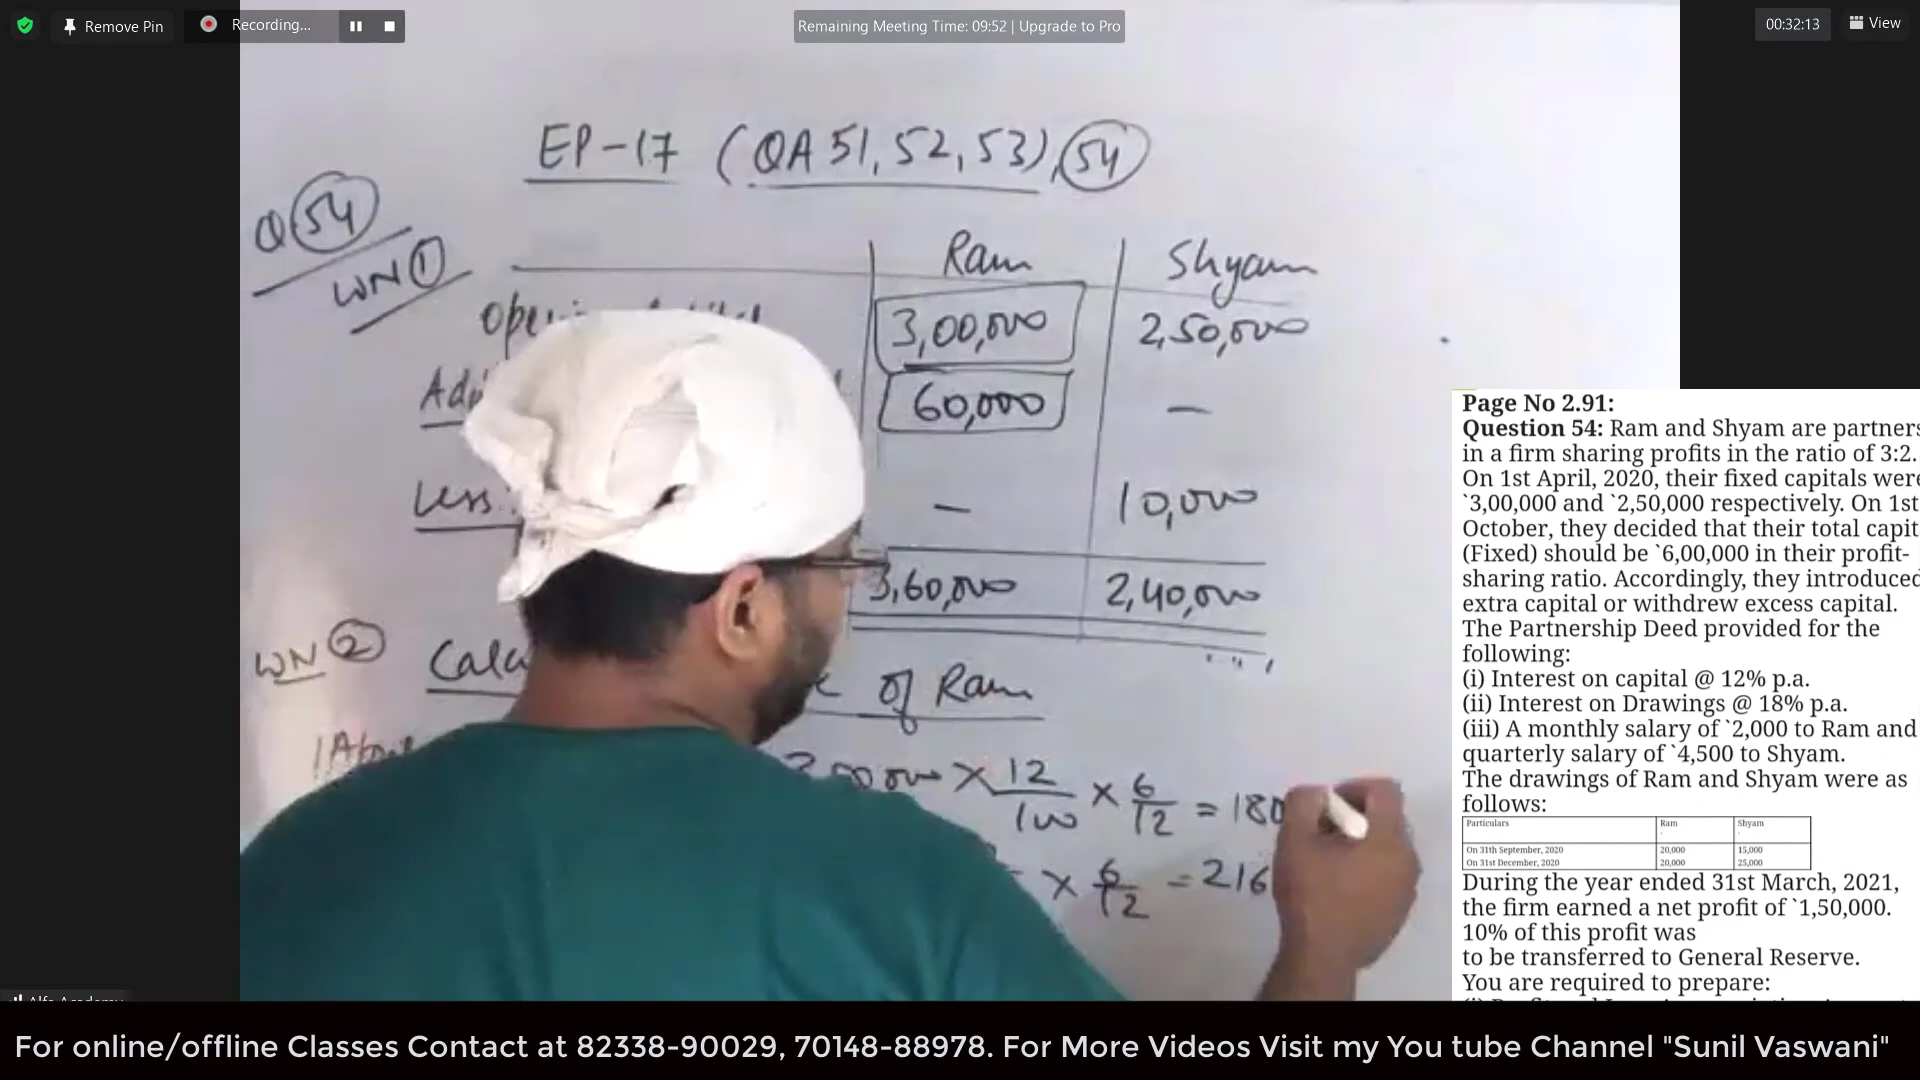 Remove Pin
Recording...
Remaining Meeting Time: 09:52 | Upgrade to Pro
00:32:13
View
EP-17 (QA 51, 52, 53), 54
Q 54
WN 1
Ram
Shyam
3,00,000
2,50,000
60,000
—
Less:
—
10,000
3,60,000
2,40,000
WN 2
of Ram
× 12/100 × 6/12 = 180
× 6/12 = 216
Page No 2.91:
Question 54: Ram and Shyam are partners
in a firm sharing profits in the ratio of 3:2.
On 1st April, 2020, their fixed capitals were
`3,00,000 and `2,50,000 respectively. On 1st
October, they decided that their total capit
(Fixed) should be `6,00,000 in their profit-
sharing ratio. Accordingly, they introduced
extra capital or withdrew excess capital.
The Partnership Deed provided for the
following:
(i) Interest on capital @ 12% p.a.
(ii) Interest on Drawings @ 18% p.a.
(iii) A monthly salary of `2,000 to Ram and
quarterly salary of `4,500 to Shyam.
The drawings of Ram and Shyam were as
follows:
Particulars Ram Shyam
On 31th September, 2020 20,000 15,000
On 31st December, 2020 20,000 25,000
During the year ended 31st March, 2021,
the firm earned a net profit of `1,50,000.
10% of this profit was
to be transferred to General Reserve.
You are required to prepare:
For online/offline Classes Contact at 82338-90029, 70148-88978. For More Videos Visit my You tube Channel "Sunil Vaswani"